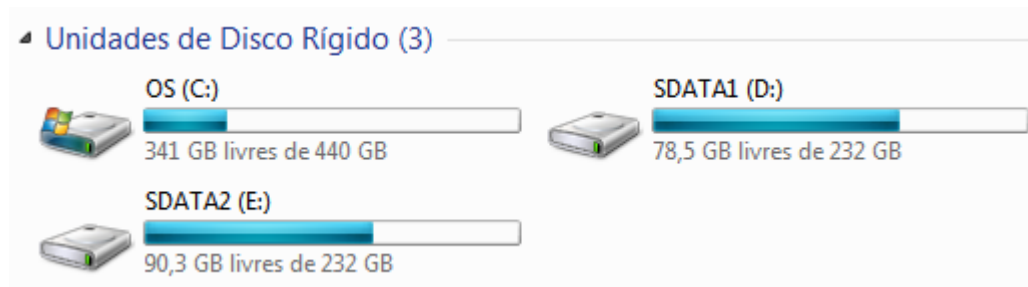 Unidades de Disco Rígido (3)
OS (C:)
341 GB livres de 440 GB
SDATA1 (D:)
78,5 GB livres de 232 GB
SDATA2 (E:)
90,3 GB livres de 232 GB